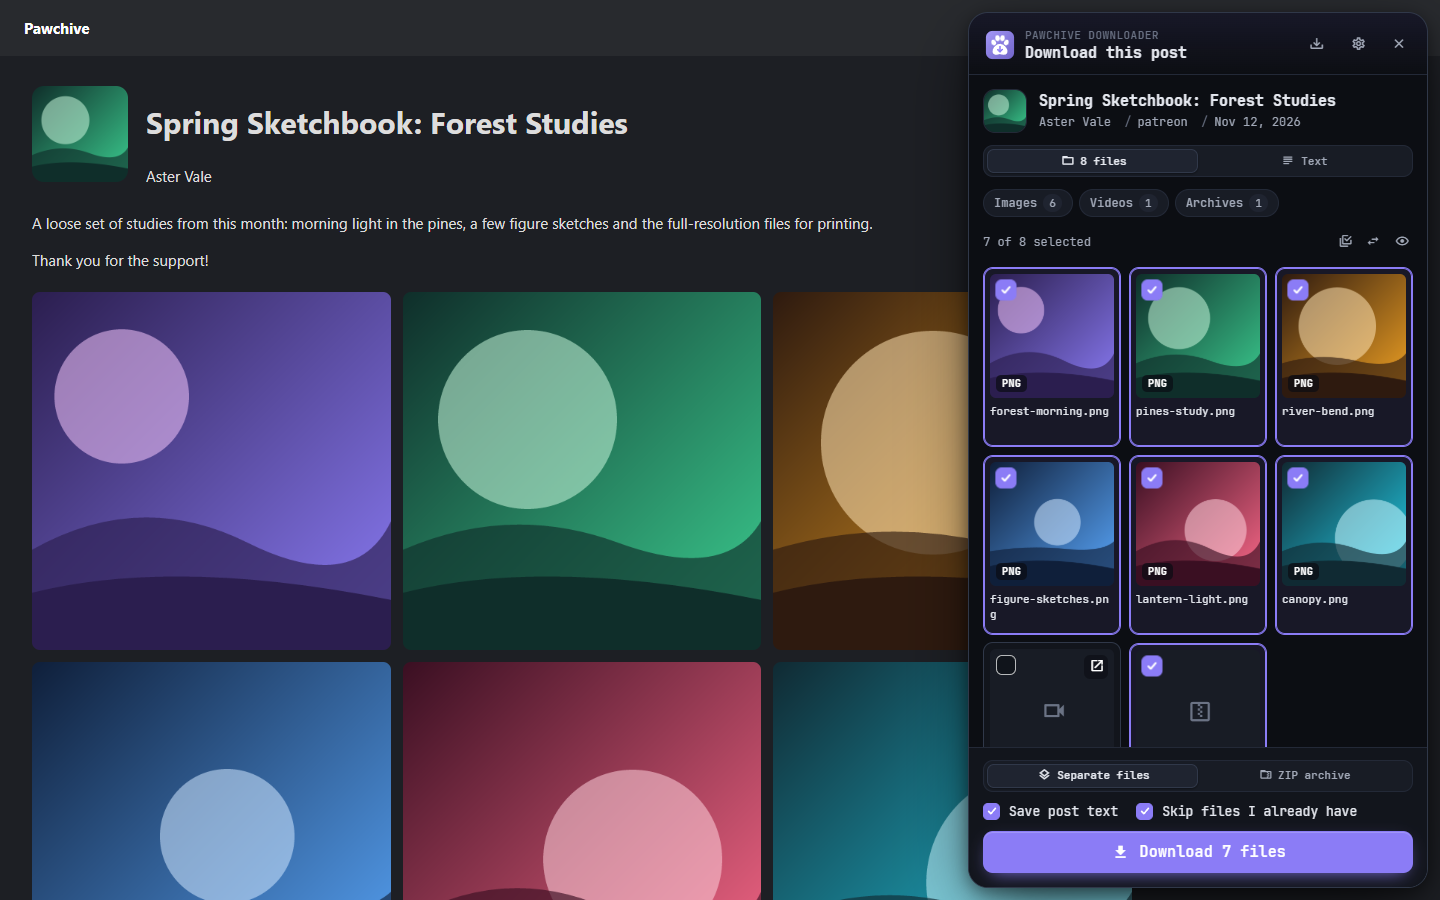 Pawchive
Spring Sketchbook: Forest Studies
Aster Vale
A loose set of studies from this month: morning light in the pines, a few figure sketches and the full-resolution files for printing.
Thank you for the support!
PAWCHIVE DOWNLOADER
Download this post
Spring Sketchbook: Forest Studies
Aster Vale / patreon / Nov 12, 2026
8 files
Text
Images 6
Videos 1
Archives 1
7 of 8 selected
PNG
PNG
PNG
forest-morning.png
pines-study.png
river-bend.png
PNG
PNG
PNG
figure-sketches.pn
g
lantern-light.png
canopy.png
Separate files
ZIP archive
Save post text
Skip files I already have
Download 7 files